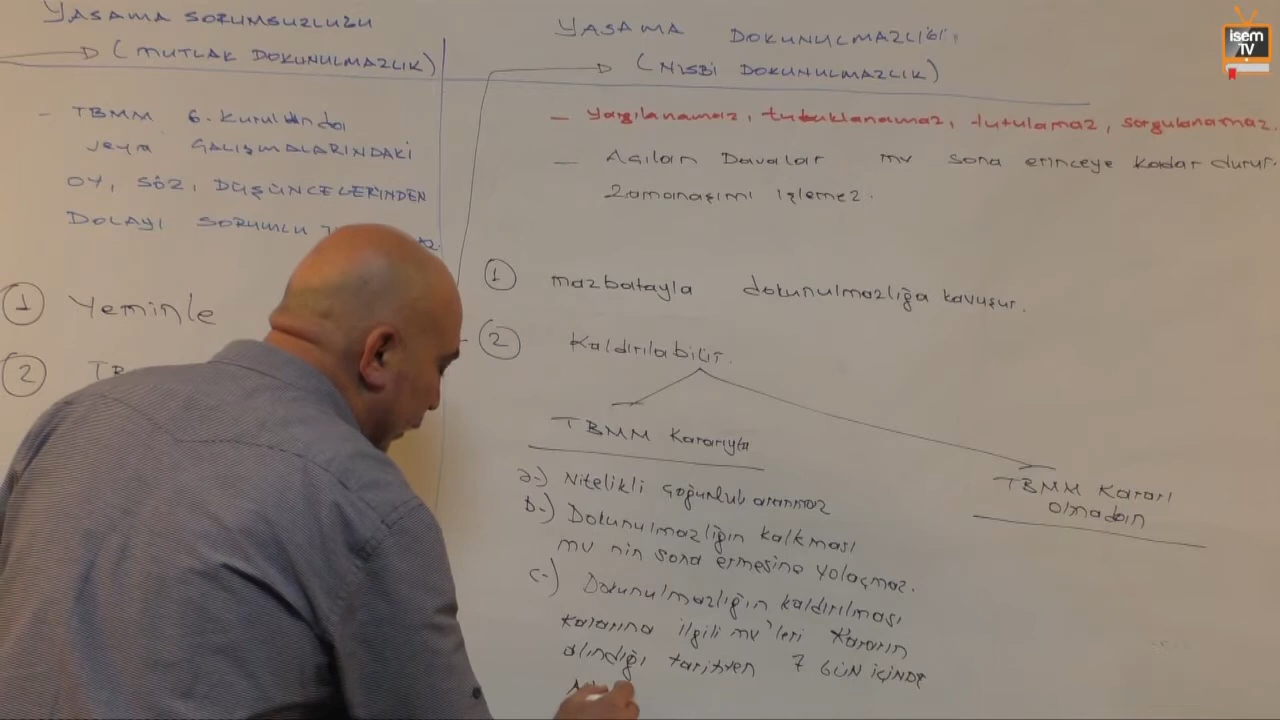 YASAMA SORUMSUZLUĞU
(MUTLAK DOKUNULMAZLIK)
- TBMM G. Kurulunda
veya ÇALIŞMALARINDAKİ
OY, SÖZ, DÜŞÜNCELERİNDEN
DOLAYI SORUMLU
1 Yeminle
2
YASAMA DOKUNULMAZLIĞI
(NİSBİ DOKUNULMAZLIK)
- Yargılanamaz, tutuklanamaz, tutulamaz, sorgulanamaz.
- Açılan Davalar mv sona erinceye kadar durur.
Zamanaşımı işlemez.
1 mazbatayla dokunulmazlığa kavuşur.
2 Kaldırılabilir.
TBMM Kararıyla
a-) Nitelikli çoğunluk aranmaz
b-) Dokunulmazlığın kalkması
mv nin sona ermesine yolaçmaz.
c-) Dokunulmazlığın kaldırılması
kararına ilgili mv'leri Kararın
alındığı tarihten 7 GÜN İÇİNDE
TBMM Kararı
olmadan
isem
TV